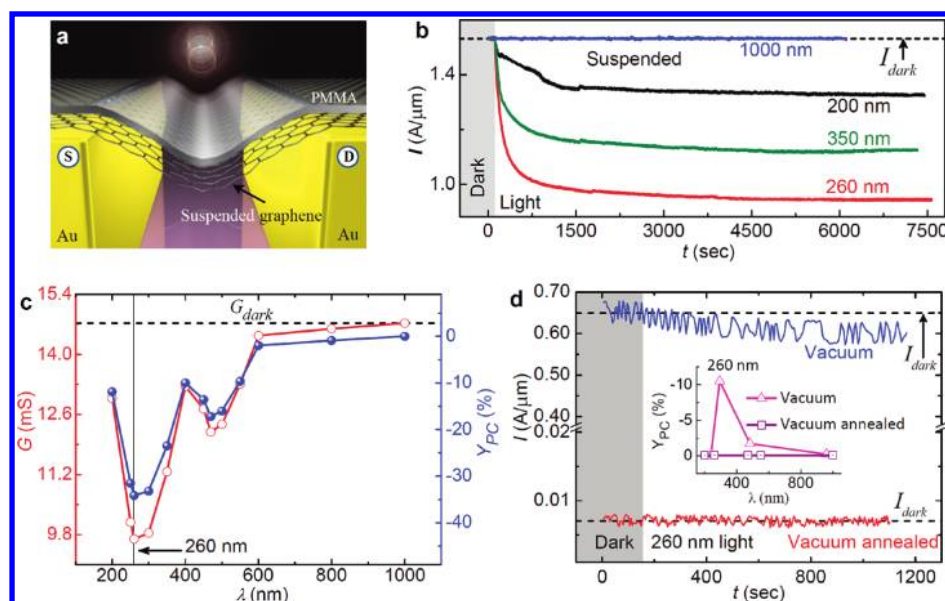 a
PMMA
S
D
Suspended graphene
Au
Au
b
1000 nm
Suspended
I dark
200 nm
350 nm
260 nm
Dark
Light
1.4
1.0
I (A/μm)
0 1500 3000 4500 6000 7500
t (sec)
c
G dark
15.4
14.0
12.6
11.2
9.8
G (mS)
0
-10
-20
-30
-40
Y PC (%)
260 nm
200 400 600 800 1000
λ (nm)
d
0.70
0.60
0.50
0.40
0.02
0.01
I (A/μm)
Vacuum
I dark
260 nm
-10
-5
0
Y PC (%)
Vacuum
Vacuum annealed
400 800
λ (nm)
I dark
Dark
260 nm light
Vacuum annealed
0 400 800 1200
t (sec)